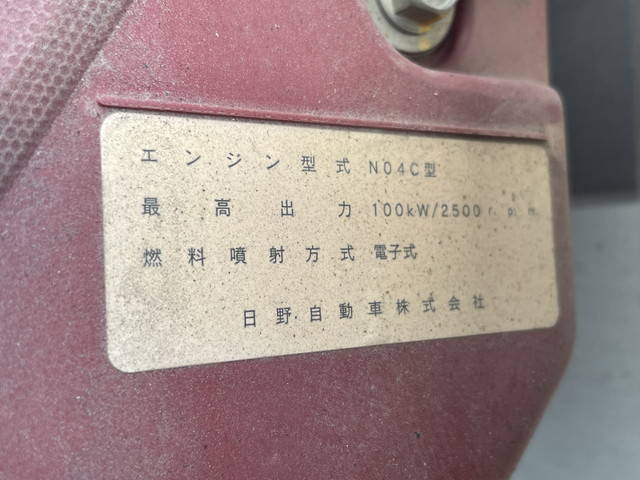 エンジン型式 N04C型
最高出力 100kW/2500r.p.m.
燃料噴射方式 電子式
日野自動車株式会社